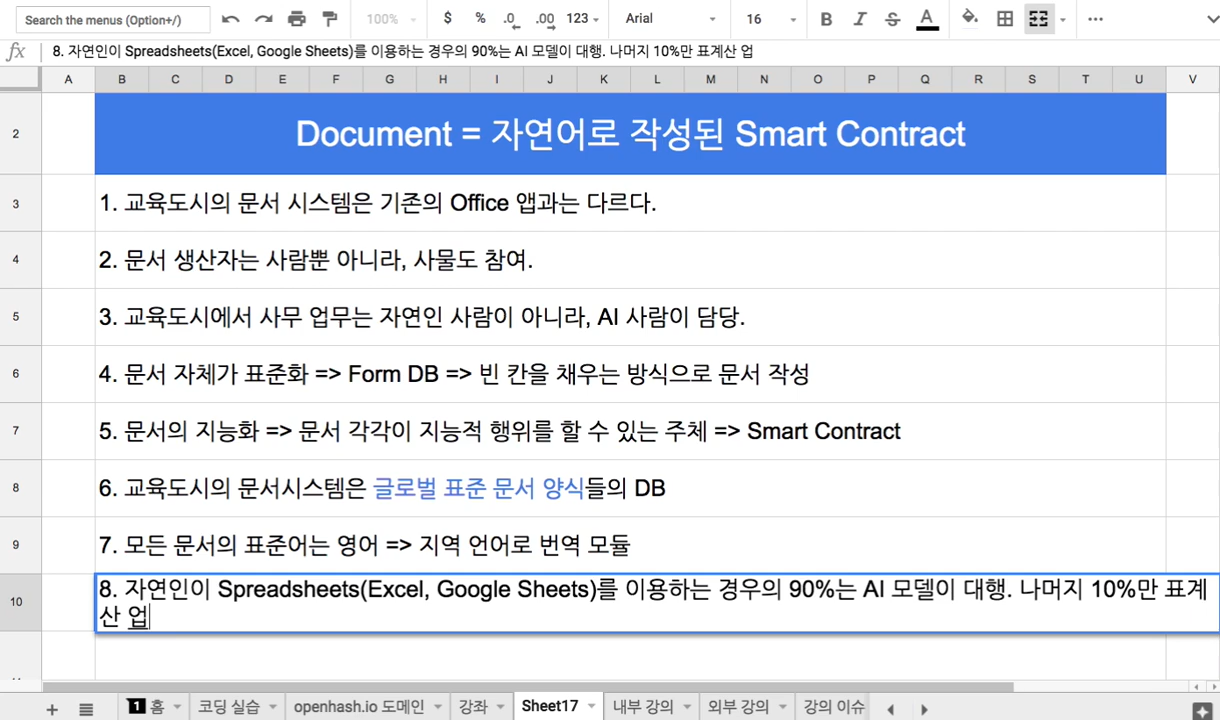 Search the menus (Option+/)
100%
$ % .0 .00 123
Arial
16
B I S A
fx 8. 자연인이 Spreadsheets(Excel, Google Sheets)를 이용하는 경우의 90%는 AI 모델이 대행. 나머지 10%만 표계산 업
A B C D E F G H I J K L M N O P Q R S T U V
2 Document = 자연어로 작성된 Smart Contract
3 1. 교육도시의 문서 시스템은 기존의 Office 앱과는 다르다.
4 2. 문서 생산자는 사람뿐 아니라, 사물도 참여.
5 3. 교육도시에서 사무 업무는 자연인 사람이 아니라, AI 사람이 담당.
6 4. 문서 자체가 표준화 => Form DB => 빈 칸을 채우는 방식으로 문서 작성
7 5. 문서의 지능화 => 문서 각각이 지능적 행위를 할 수 있는 주체 => Smart Contract
8 6. 교육도시의 문서시스템은 글로벌 표준 문서 양식들의 DB
9 7. 모든 문서의 표준어는 영어 => 지역 언어로 번역 모듈
10 8. 자연인이 Spreadsheets(Excel, Google Sheets)를 이용하는 경우의 90%는 AI 모델이 대행. 나머지 10%만 표계
산 업
1 홈 코딩 실습 openhash.io 도메인 강좌 Sheet17 내부 강의 외부 강의 강의 이슈